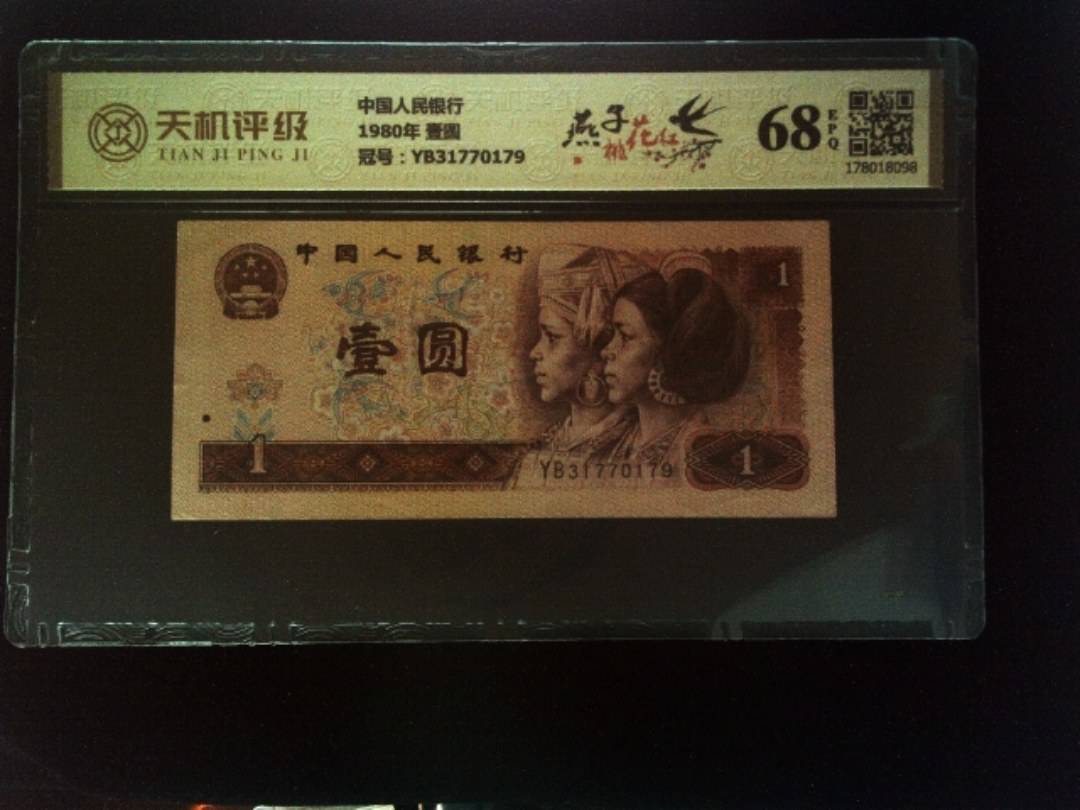 天机评级
TIAN JI PING JI
中国人民银行
1980年 壹圆
冠号：YB31770179
燕子
桃花红
68
EPQ
178018098
中国人民银行
1
壹圆
1
YB31770179
1